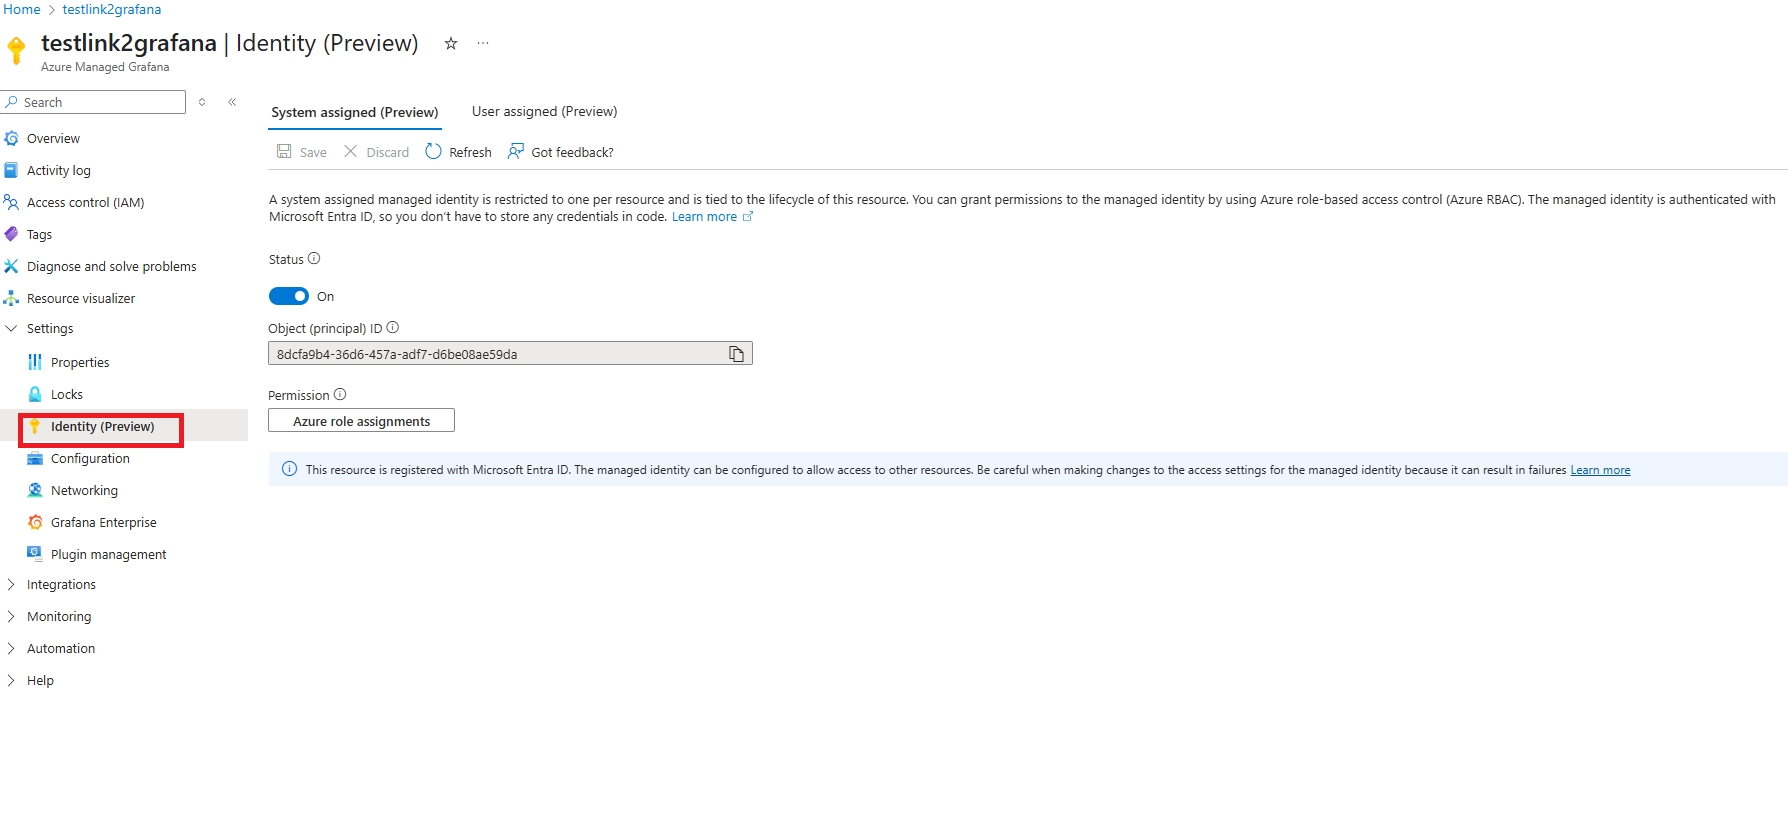 Home > testlink2grafana
testlink2grafana | Identity (Preview) ☆ ···
Azure Managed Grafana
Search
System assigned (Preview) User assigned (Preview)
Overview
Save Discard Refresh Got feedback?
Activity log
Access control (IAM)
A system assigned managed identity is restricted to one per resource and is tied to the lifecycle of this resource. You can grant permissions to the managed identity by using Azure role-based access control (Azure RBAC). The managed identity is authenticated with
Microsoft Entra ID, so you don't have to store any credentials in code. Learn more
Tags
Diagnose and solve problems
Status
Resource visualizer
On
Settings
Object (principal) ID
8dcfa9b4-36d6-457a-adf7-d6be08ae59da
Properties
Locks
Permission
Azure role assignments
Identity (Preview)
Configuration
This resource is registered with Microsoft Entra ID. The managed identity can be configured to allow access to other resources. Be careful when making changes to the access settings for the managed identity because it can result in failures Learn more
Networking
Grafana Enterprise
Plugin management
Integrations
Monitoring
Automation
Help